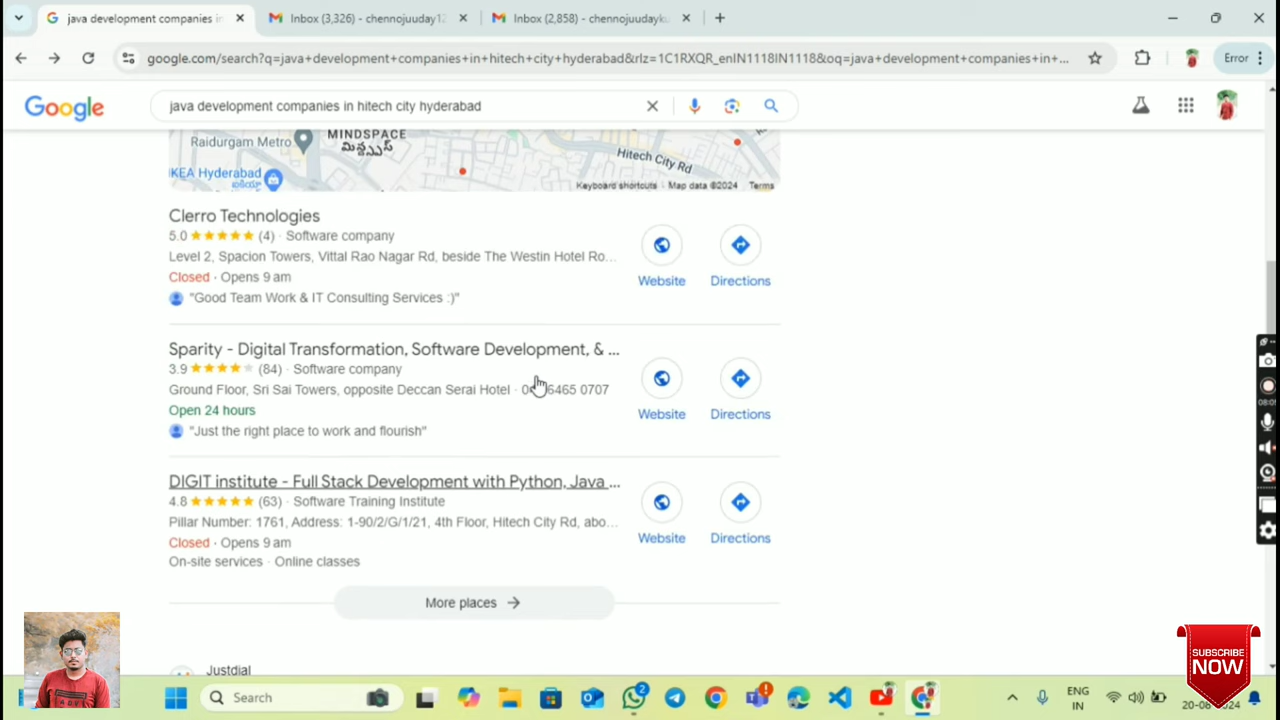 java development companies in
Inbox (3,326) - chennojuuday12
Inbox (2,858) - chennojuudayku
google.com/search?q=java+development+companies+in+hitech+city+hyderabad&rlz=1C1RXQR_enIN1118IN1118&oq=java+development+companies+in+...
Error
Google
java development companies in hitech city hyderabad
Raidurgam Metro
MINDSPACE
మైన్స్పేస్
IKEA Hyderabad
Hitech City Rd
Keyboard shortcuts
Map data ©2024
Terms
Clerro Technologies
5.0 (4) · Software company
Level 2, Spacion Towers, Vittal Rao Nagar Rd, beside The Westin Hotel Ro...
Closed · Opens 9 am
"Good Team Work & IT Consulting Services :)"
Website
Directions
Sparity - Digital Transformation, Software Development, & ...
3.9 (84) · Software company
Ground Floor, Sri Sai Towers, opposite Deccan Serai Hotel · 6465 0707
Open 24 hours
"Just the right place to work and flourish"
Website
Directions
DIGIT institute - Full Stack Development with Python, Java ...
4.8 (63) · Software Training Institute
Pillar Number: 1761, Address: 1-90/2/G/1/21, 4th Floor, Hitech City Rd, abo...
Closed · Opens 9 am
On-site services · Online classes
Website
Directions
More places
Justdial
SUBSCRIBE
NOW
Search
2
ENG
IN